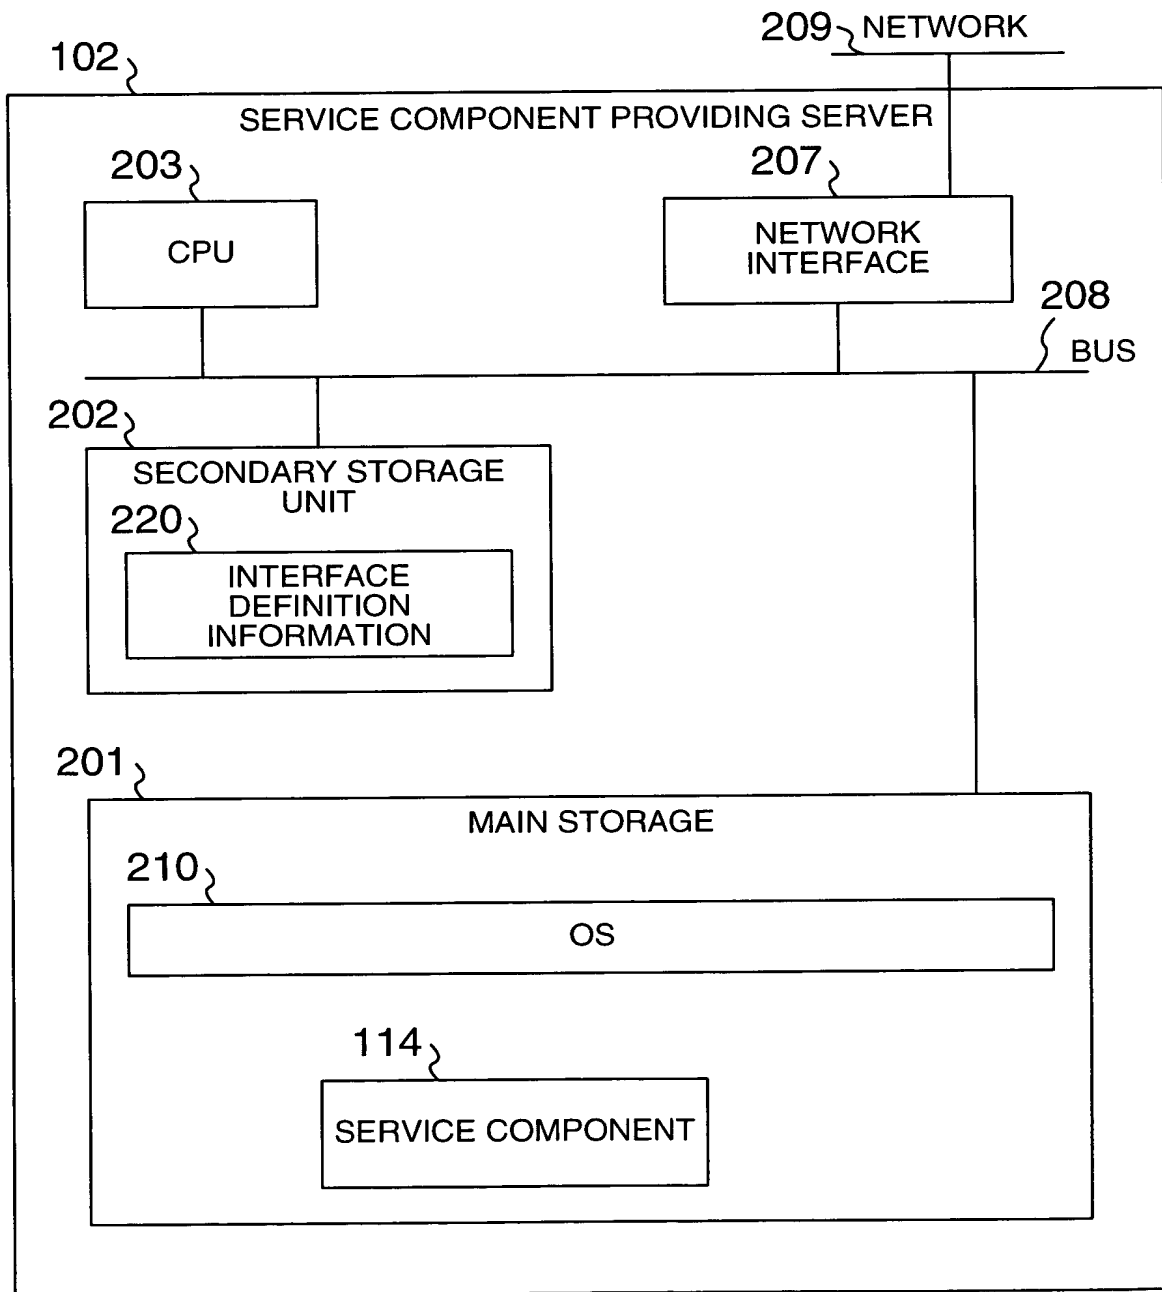 209 NETWORK
102
SERVICE COMPONENT PROVIDING SERVER
203
CPU
207
NETWORK
INTERFACE
208
BUS
202
SECONDARY STORAGE
UNIT
220
INTERFACE
DEFINITION
INFORMATION
201
MAIN STORAGE
210
OS
114
SERVICE COMPONENT